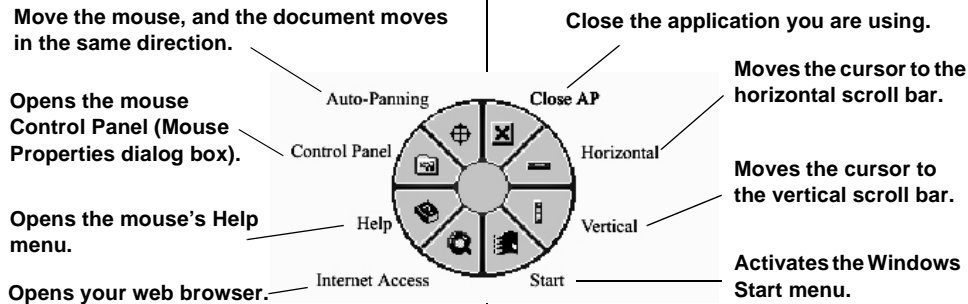 Move the mouse, and the document moves
in the same direction.
Close the application you are using.
Moves the cursor to the
horizontal scroll bar.
Auto-Panning
Close AP
Opens the mouse
Control Panel (Mouse
Properties dialog box).
Control Panel
Horizontal
Moves the cursor to
the vertical scroll bar.
Opens the mouse's Help
menu.
Help
Vertical
Internet Access
Start
Activates the Windows
Start menu.
Opens your web browser.